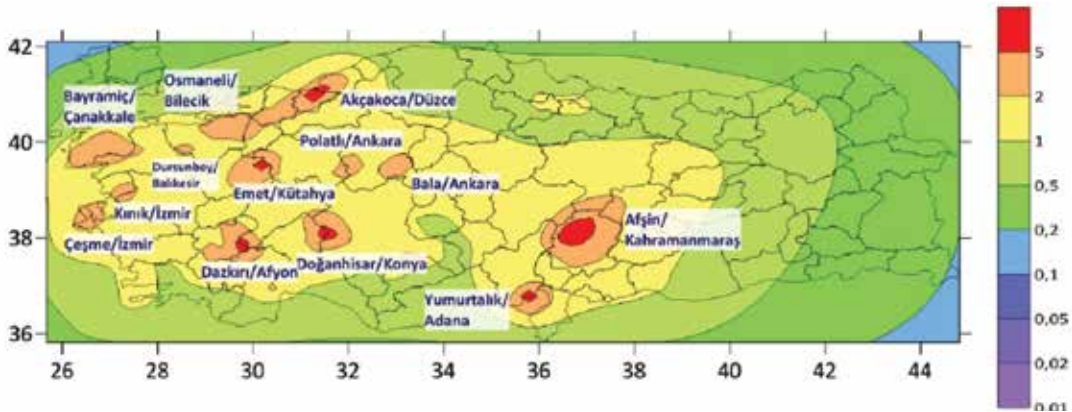 42
40
38
36
26
28
30
32
34
36
38
40
42
44
Bayramiç/
Çanakkale
Osmaneli/
Bilecik
Akçakoca/Düzce
Polatlı/Ankara
Dursunbey/
Balıkesir
Emet/Kütahya
Bala/Ankara
Kınık/İzmir
Çeşme/İzmir
Dazkırı/Afyon
Doğanhisar/Konya
Afşin/
Kahramanmaraş
Yumurtalık/
Adana
5
2
1
0.5
0,2
0,1
0,05
0,02
0,01